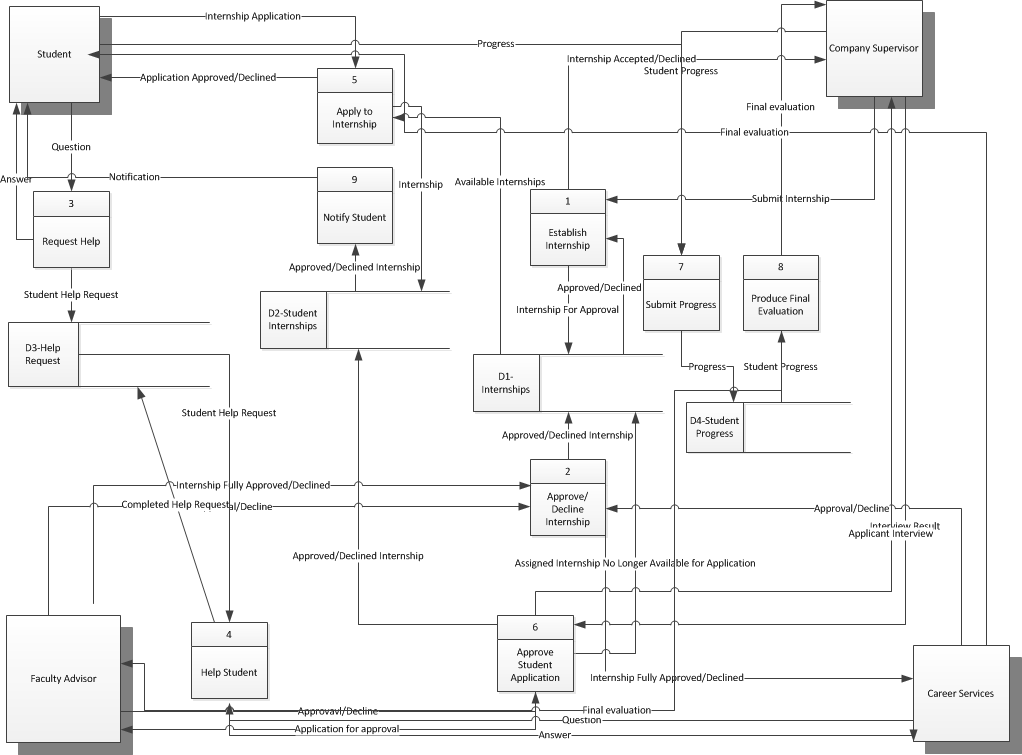 Internship Application
Student
Company Supervisor
Progress
Internship Accepted/Declined
Student Progress
Application Approved/Declined
5
Apply to
Internship
Final evaluation
Final evaluation
Question
Answer
Notification
9
Notify Student
Internship
Available Internships
1
Establish
Internship
Submit Internship
3
Request Help
Approved/Declined Internship
7
Submit Progress
8
Produce Final
Evaluation
Student Help Request
Approved/Declined
Internship For Approval
D2-Student
Internships
D3-Help
Request
D1-
Internships
Progress
Student Progress
D4-Student
Progress
Student Help Request
Approved/Declined Internship
2
Approve/
Decline
Internship
Internship Fully Approved/Declined
Completed Help Request
al/Decline
Approval/Decline
Interview Result
Applicant Interview
Approved/Declined Internship
Assigned Internship No Longer Available for Application
6
Approve
Student
Application
4
Help Student
Faculty Advisor
Internship Fully Approved/Declined
Career Services
Approvavl/Decline
Final evaluation
Question
Application for approval
Answer